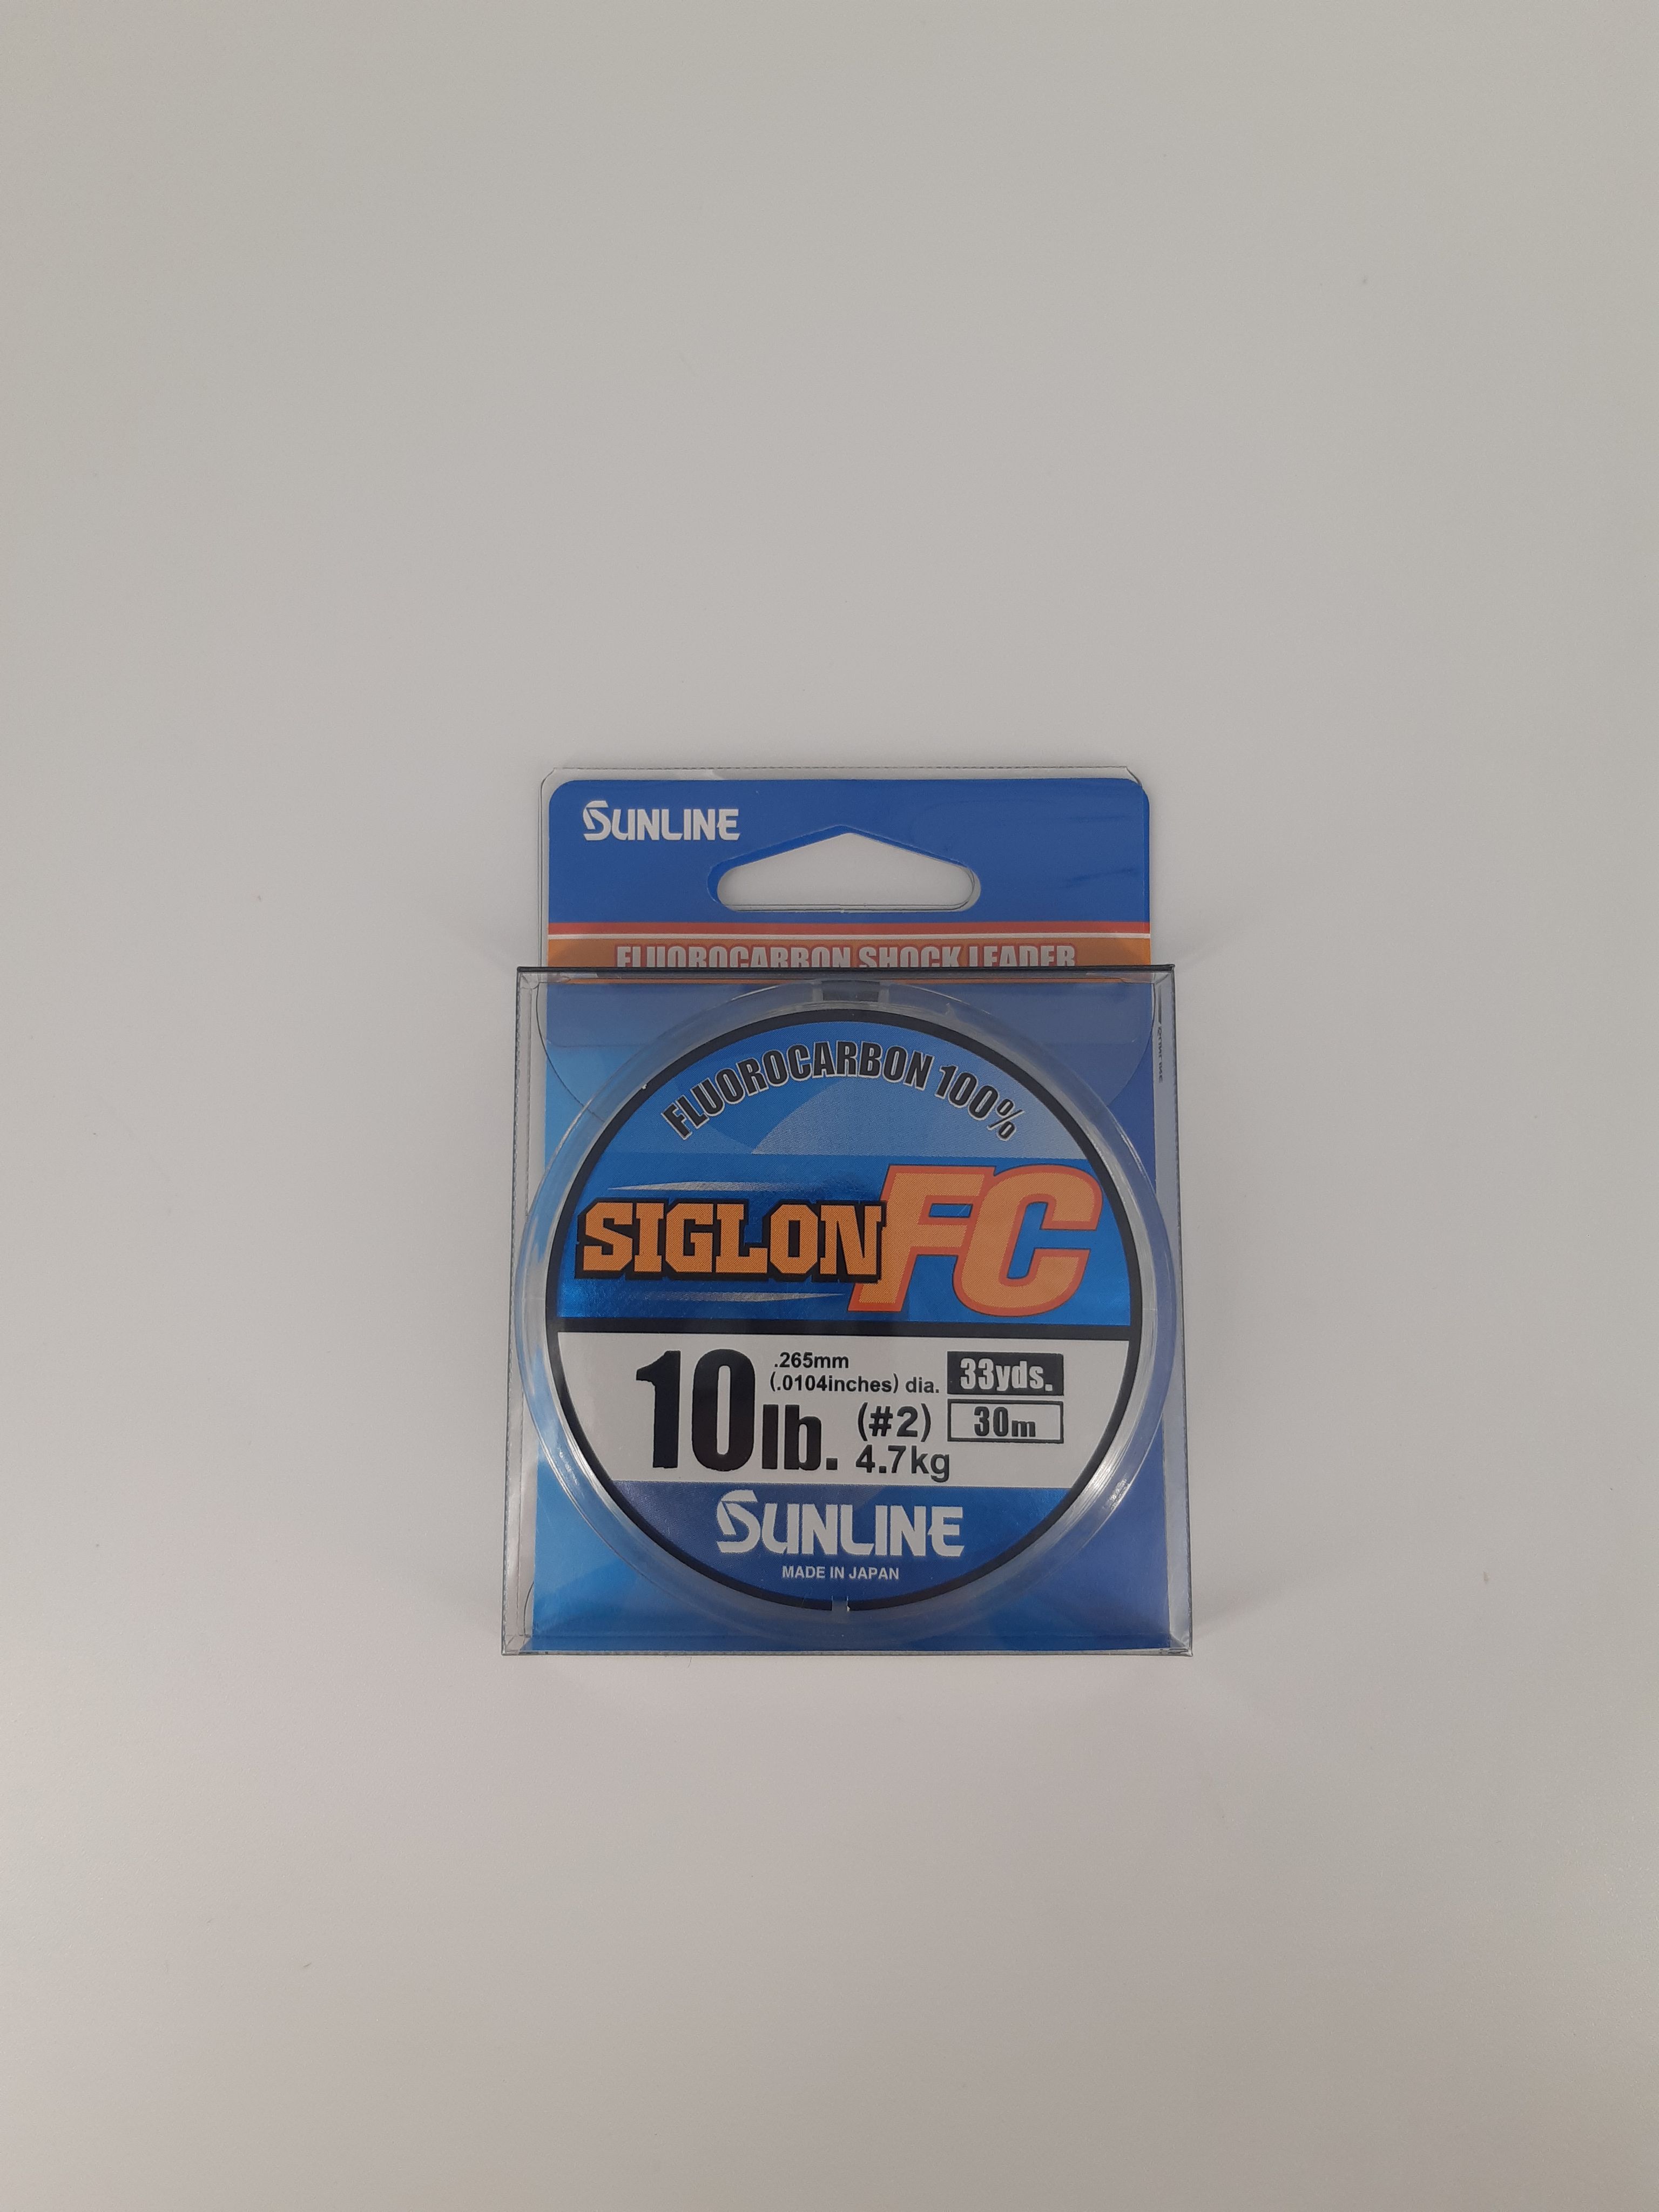 SUNLINE
FLUOROCARBON SHOCK LEADER
FLUOROCARBON 100%
SIGLON FC
10lb.
.265mm
(.0104inches) dia.
(#2)
4.7kg
33yds.
30m
SUNLINE
MADE IN JAPAN